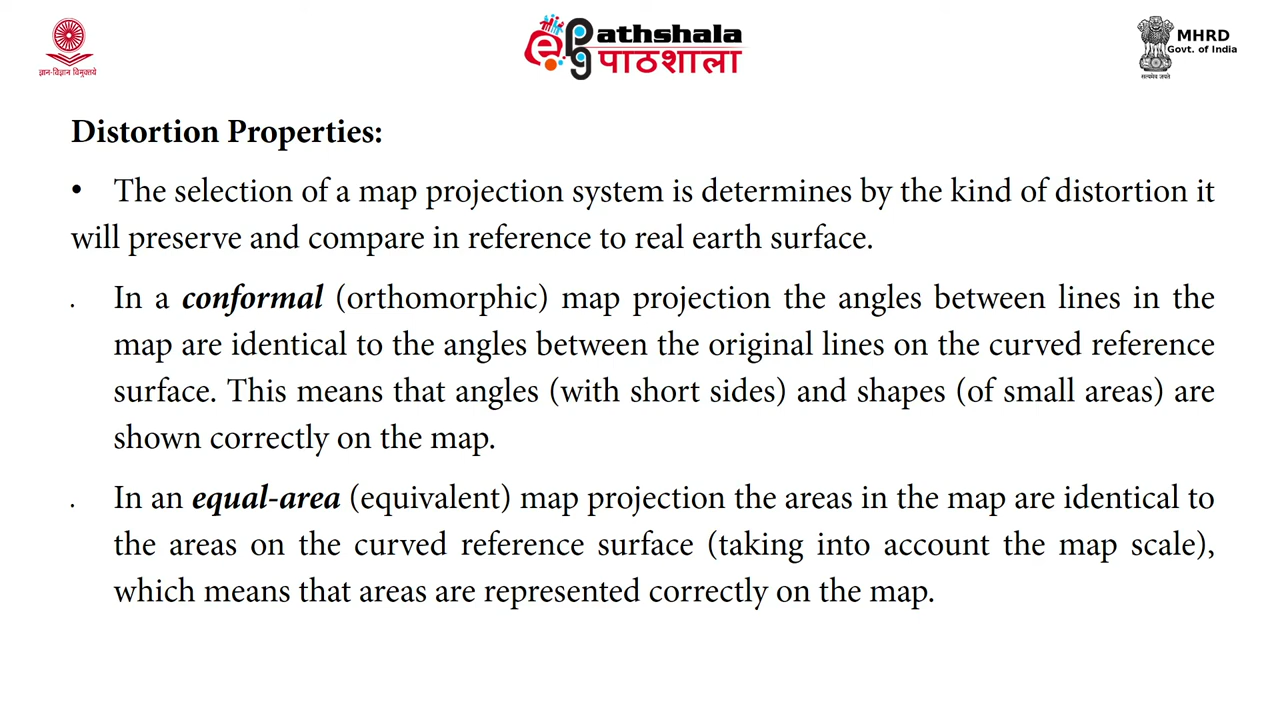 ज्ञान-विज्ञान विमुक्तये
ePathshala
पाठशाला
MHRD
Govt. of India
सत्यमेव जयते
Distortion Properties:
• The selection of a map projection system is determines by the kind of distortion it
will preserve and compare in reference to real earth surface.
. In a conformal (orthomorphic) map projection the angles between lines in the
map are identical to the angles between the original lines on the curved reference
surface. This means that angles (with short sides) and shapes (of small areas) are
shown correctly on the map.
. In an equal-area (equivalent) map projection the areas in the map are identical to
the areas on the curved reference surface (taking into account the map scale),
which means that areas are represented correctly on the map.